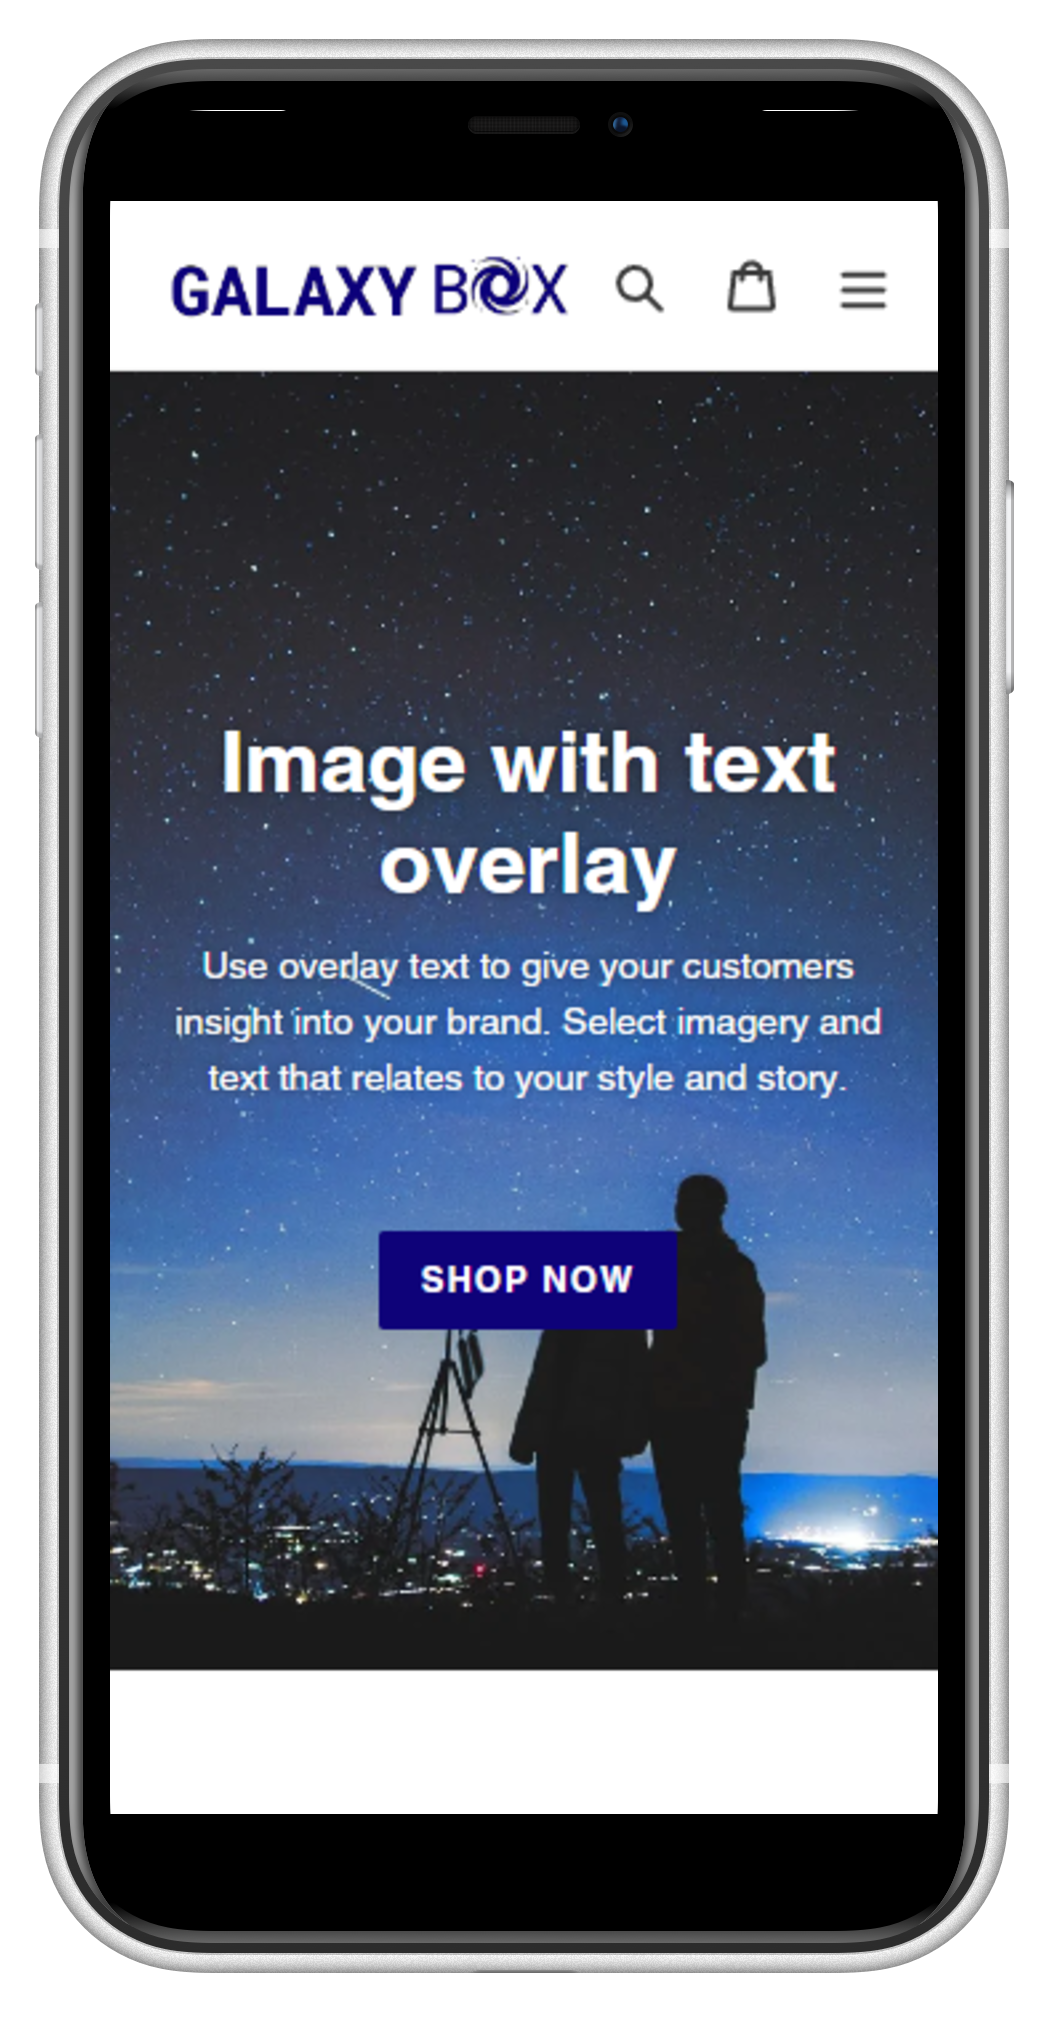 GALAXY BOX
Image with text
overlay
Use overlay text to give your customers
insight into your brand. Select imagery and
text that relates to your style and story.
SHOP NOW